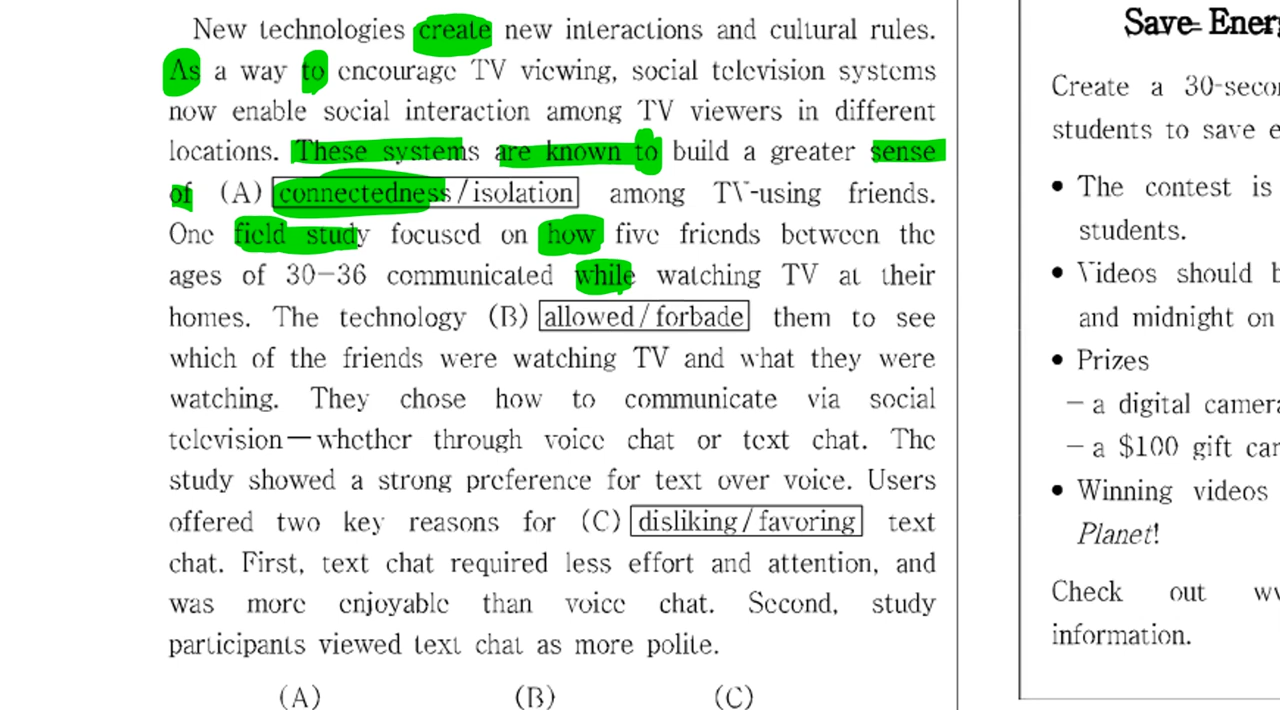 New technologies create new interactions and cultural rules.
As a way to encourage TV viewing, social television systems
now enable social interaction among TV viewers in different
locations. These systems are known to build a greater sense
of (A) connectedness / isolation among TV-using friends.
One field study focused on how five friends between the
ages of 30-36 communicated while watching TV at their
homes. The technology (B) allowed / forbade them to see
which of the friends were watching TV and what they were
watching. They chose how to communicate via social
television — whether through voice chat or text chat. The
study showed a strong preference for text over voice. Users
offered two key reasons for (C) disliking / favoring text
chat. First, text chat required less effort and attention, and
was more enjoyable than voice chat. Second, study
participants viewed text chat as more polite.
(A) (B) (C)
Save
Create a 30-
students to save
• The contest is
students.
• Videos should
and midnight on
• Prizes
– a digital
– a $100 gift
• Winning videos
Planet!
Check out
information.